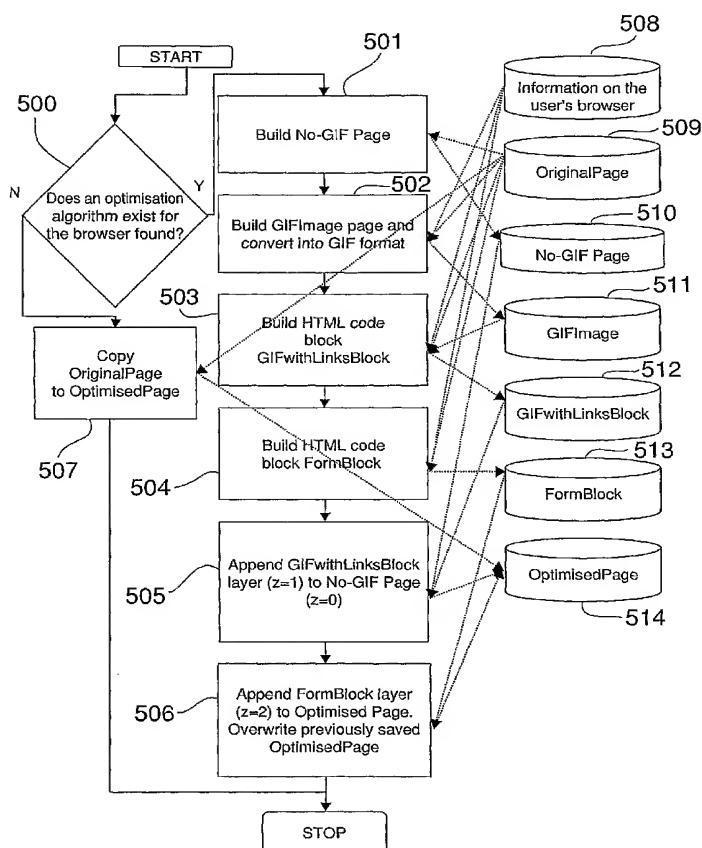 START
500
N
Y
Does an optimisation
algorithm exist for
the browser found?
501
Build No-GIF Page
502
Build GIFImage page and
convert into GIF format
503
Build HTML code
block
GIFwithLinksBlock
Copy
OriginalPage
to OptimisedPage
507
Build HTML code
block FormBlock
504
Append GIFwithLinksBlock
layer (z=1) to No-GIF Page
(z=0)
505
Append FormBlock layer
(z=2) to Optimised Page.
Overwrite previously saved
OptimisedPage
506
STOP
508
Information on the
user's browser
509
OriginalPage
510
No-GIF Page
511
GIFImage
512
GIFwithLinksBlock
513
FormBlock
OptimisedPage
514